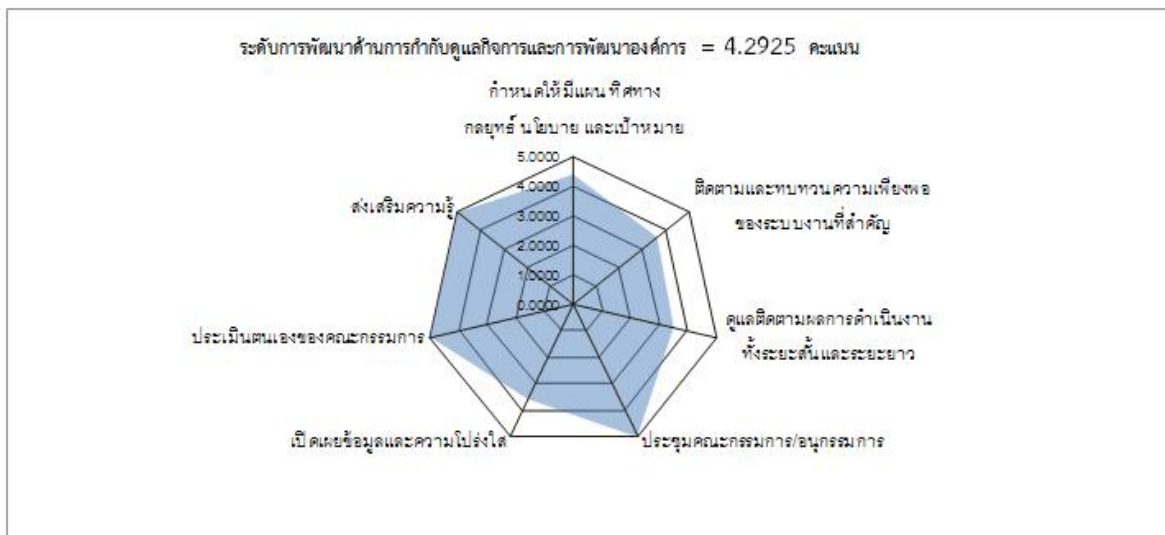 ระดับการพัฒนาด้านการกำกับดูแลกิจการและการพัฒนาองค์การ = 4.2925 คะแนน
กำหนดให้มีแผน ทิศทาง
กลยุทธ์ นโยบาย และเป้าหมาย
5.0000
4.0000
3.0000
2.0000
1.0000
0.0000
ติดตามและทบทวนความเพียงพอ
ของระบบงานที่สำคัญ
ดูแลติดตามผลการดำเนินงาน
ทั้งระยะสั้นและระยะยาว
ประชุมคณะกรรมการ/อนุกรรมการ
เปิดเผยข้อมูลและความโปร่งใส
ประเมินตนเองของคณะกรรมการ
ส่งเสริมความรู้